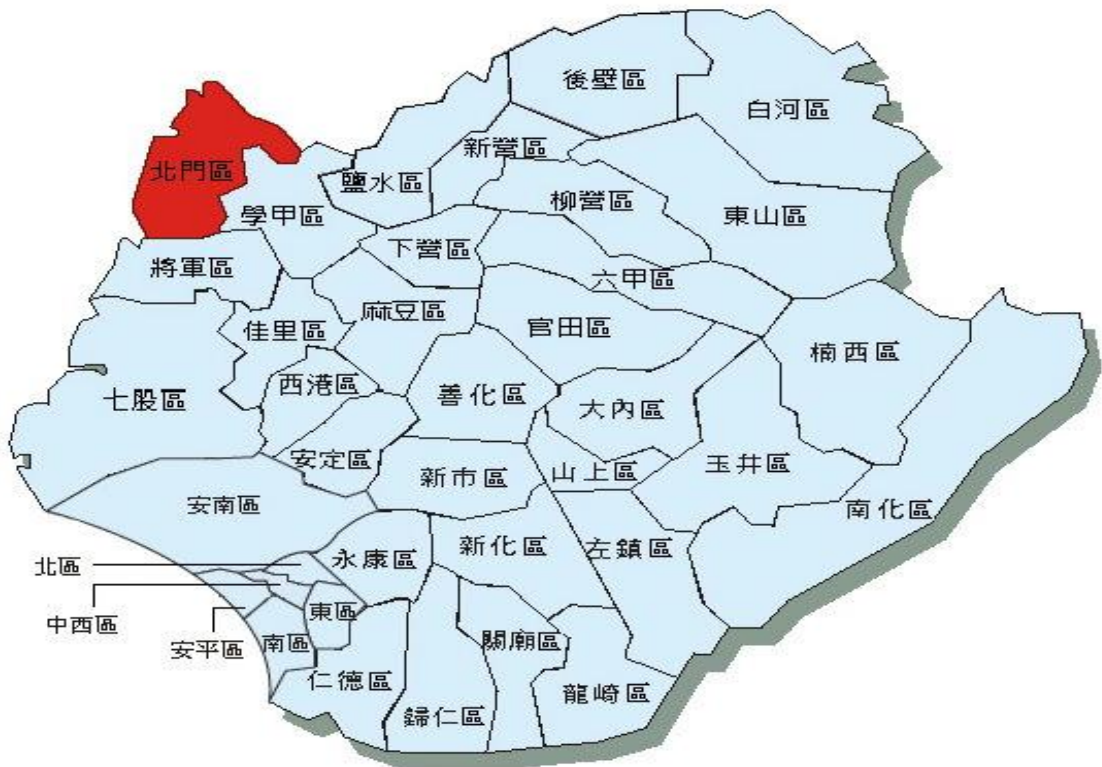 後壁區
白河區
新營區
北門區
鹽水區
柳營區
學甲區
東山區
下營區
將軍區
六甲區
麻豆區
佳里區
官田區
楠西區
西港區
七股區
善化區
大內區
安定區
玉井區
新市區
山上區
安南區
南化區
新化區
左鎮區
永康區
北區
東區
中西區
關廟區
南區
安平區
仁德區
龍崎區
歸仁區